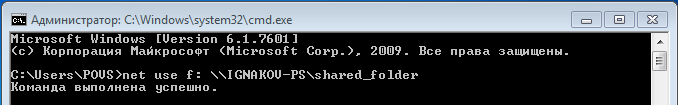 Администратор: C:\Windows\system32\cmd.exe
Microsoft Windows [Version 6.1.7601]
(c) Корпорация Майкрософт (Microsoft Corp.), 2009. Все права защищены.
C:\Users\POVS>net use f: \\IGNAKOV-PS\shared_folder
Команда выполнена успешно.